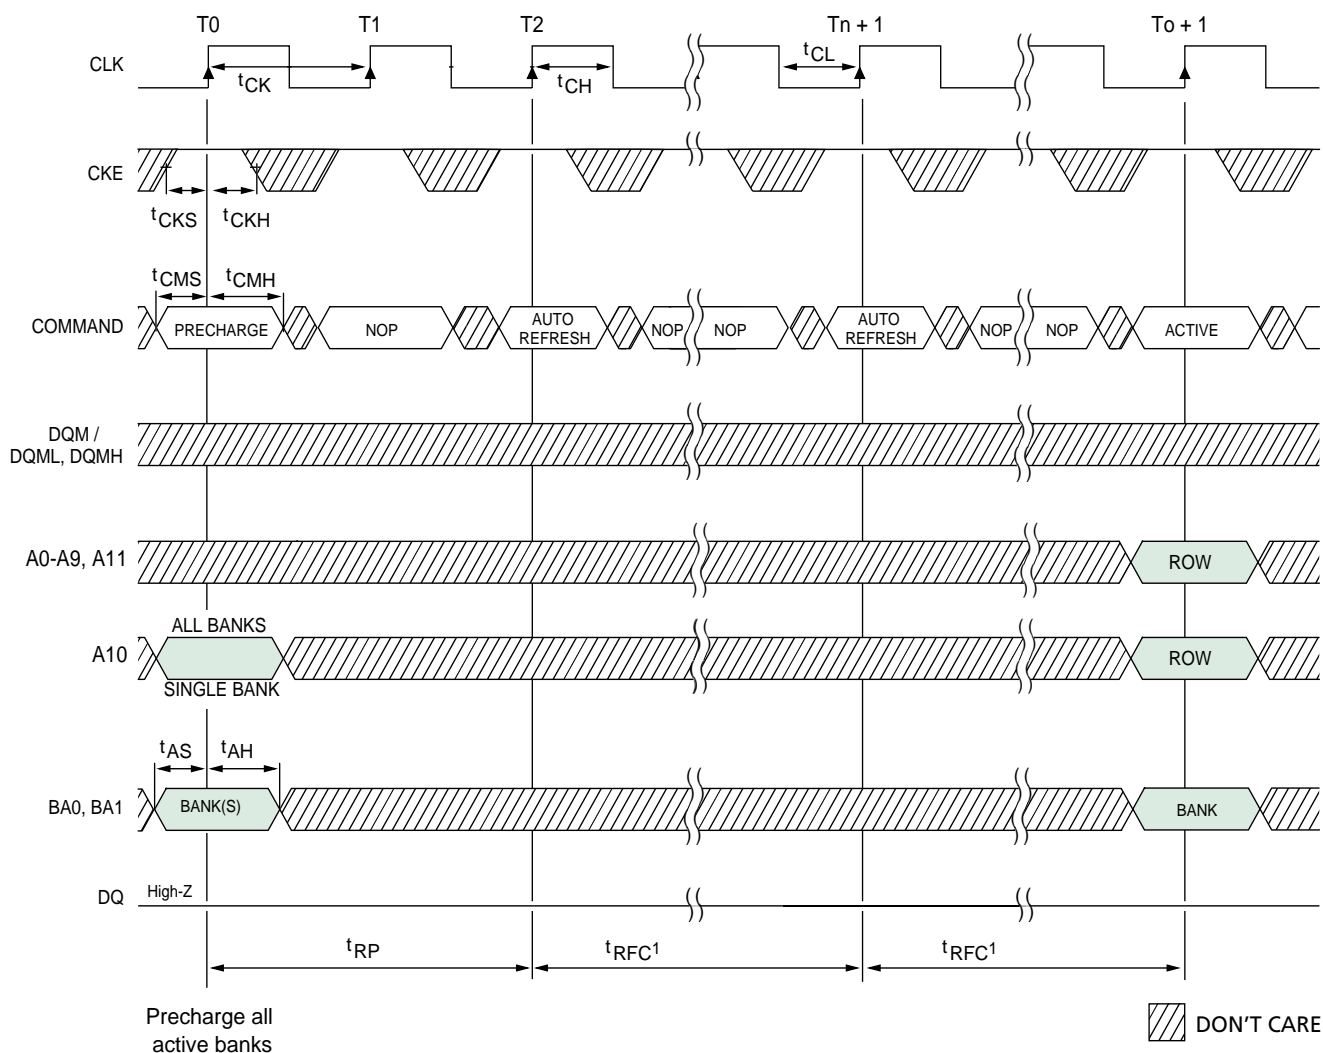 T0 T1 T2 Tn + 1 To + 1
CLK
tCK tCH tCL
CKE
tCKS tCKH
tCMS tCMH
COMMAND PRECHARGE NOP AUTO REFRESH NOP NOP AUTO REFRESH NOP NOP ACTIVE
DQM /
DQML, DQMH
A0-A9, A11 ROW
ALL BANKS
A10 ROW
SINGLE BANK
tAS tAH
BA0, BA1 BANK(S) BANK
DQ High-Z
tRP tRFC1 tRFC1
Precharge all
active banks
DON'T CARE